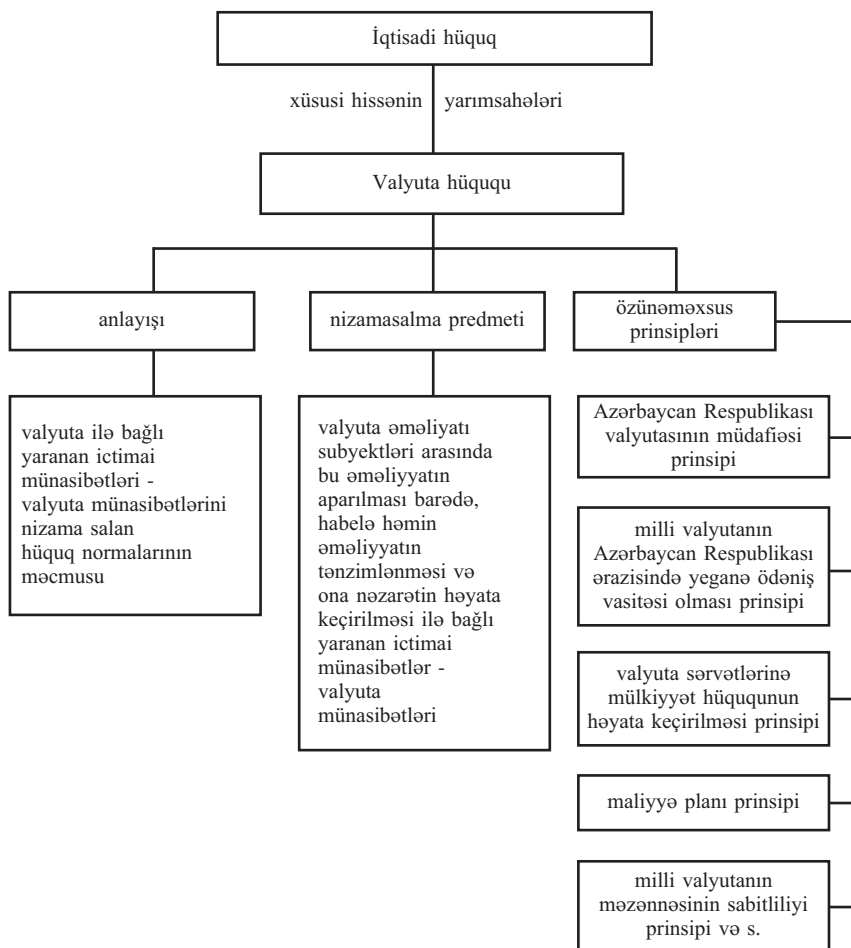 İqtisadi hüquq
xüsusi hissənin yarımsahələri
Valyuta hüququ
anlayışı
valyuta ilə bağlı
yaranan ictimai
münasibətləri -
valyuta münasibətlərini
nizama salan
hüquq normalarının
məcmusu
nizamasalma predmeti
valyuta əməliyatı
subyektləri arasında
bu əməliyyatın
aparılması barədə,
habelə həmin
əməliyyatın
tənzimlənməsi və
ona nəzarətin həyata
keçirilməsi ilə bağlı
yaranan ictimai
münasibətlər -
valyuta
münasibətləri
özünəməxsus
prinsipləri
Azərbaycan Respublikası
valyutasının müdafiəsi
prinsipi
milli valyutanın
Azərbaycan Respublikası
ərazisində yeganə ödəniş
vasitəsi olması prinsipi
valyuta sərvətlərinə
mülkiyyət hüququnun
həyata keçirilməsi prinsipi
maliyyə planı prinsipi
milli valyutanın
məzənnəsinin sabitliliyi
prinsipi və s.